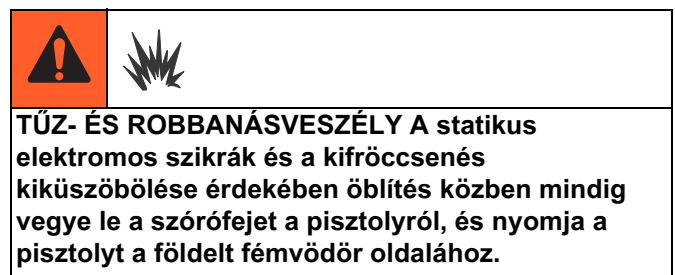 TŰZ- ÉS ROBBANÁSVESZÉLY A statikus
elektromos szikrák és a kifröccsenés
kiküszöbölése érdekében öblítés közben mindig
vegye le a szórófejet a pisztolyról, és nyomja a
pisztolyt a földelt fémvödör oldalához.